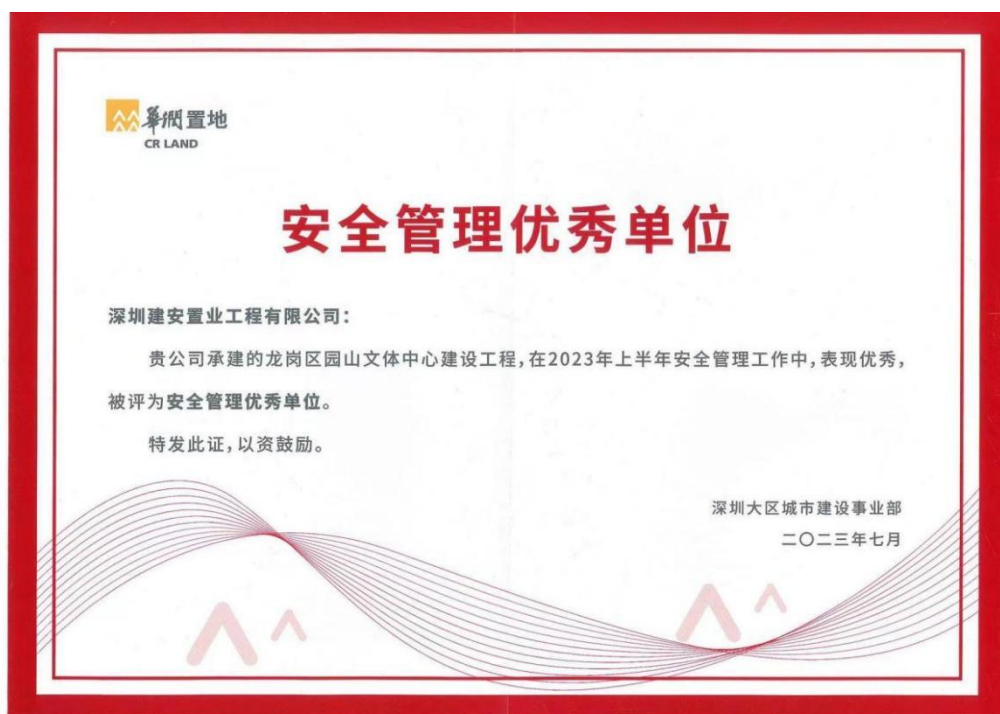 華潤置地
CR LAND
安全管理优秀单位
深圳建安置业工程有限公司：
贵公司承建的龙岗区园山文体中心建设工程，在2023年上半年安全管理工作中，表现优秀，
被评为安全管理优秀单位。
特发此证，以资鼓励。
深圳大区城市建设事业部
二〇二三年七月